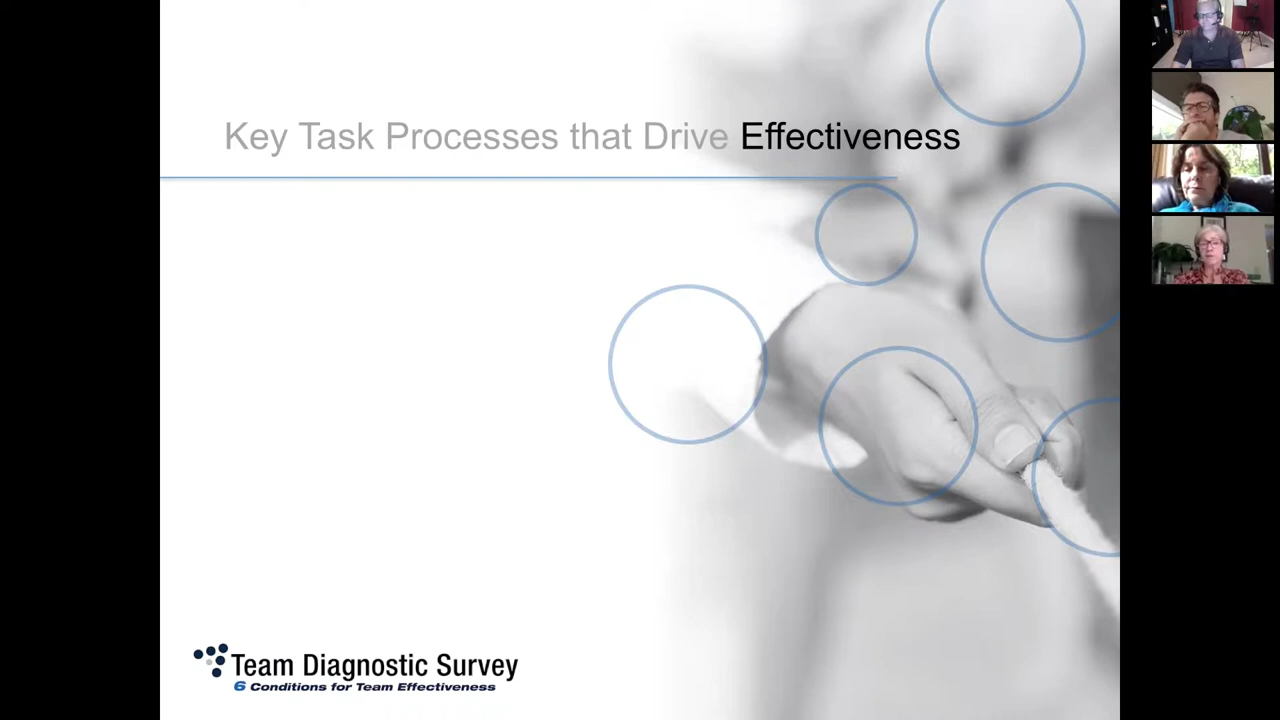 Key Task Processes that Drive Effectiveness
Team Diagnostic Survey
6 Conditions for Team Effectiveness